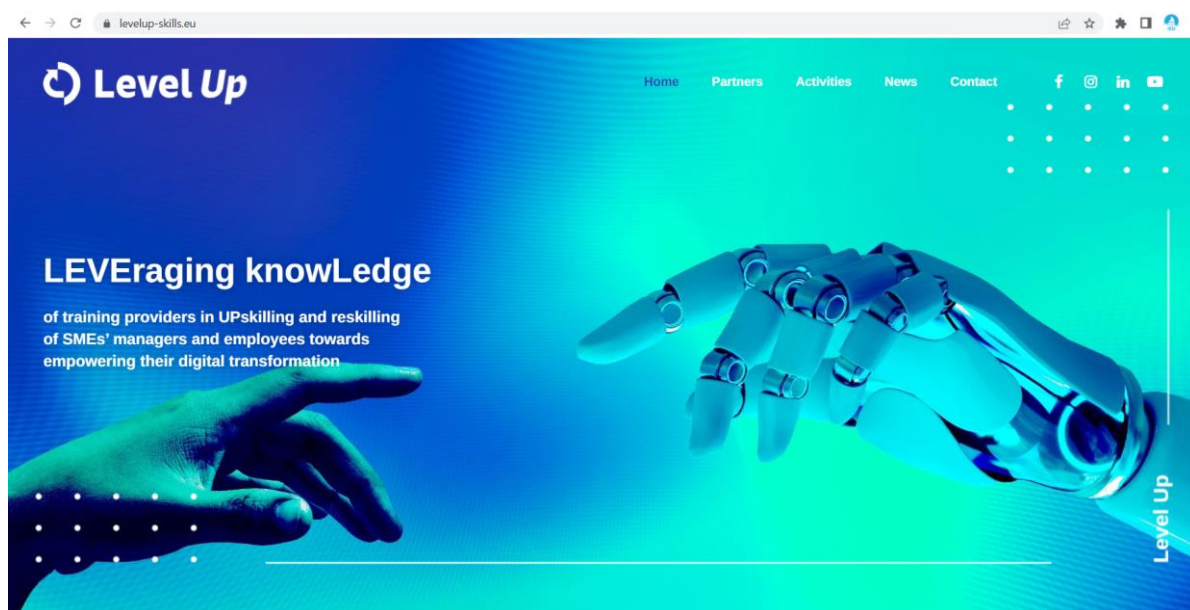 levelup-skills.eu
Level Up
Home Partners Activities News Contact
LEVEraging knowLedge
of training providers in UPskilling and reskilling
of SMEs’ managers and employees towards
empowering their digital transformation
Level Up